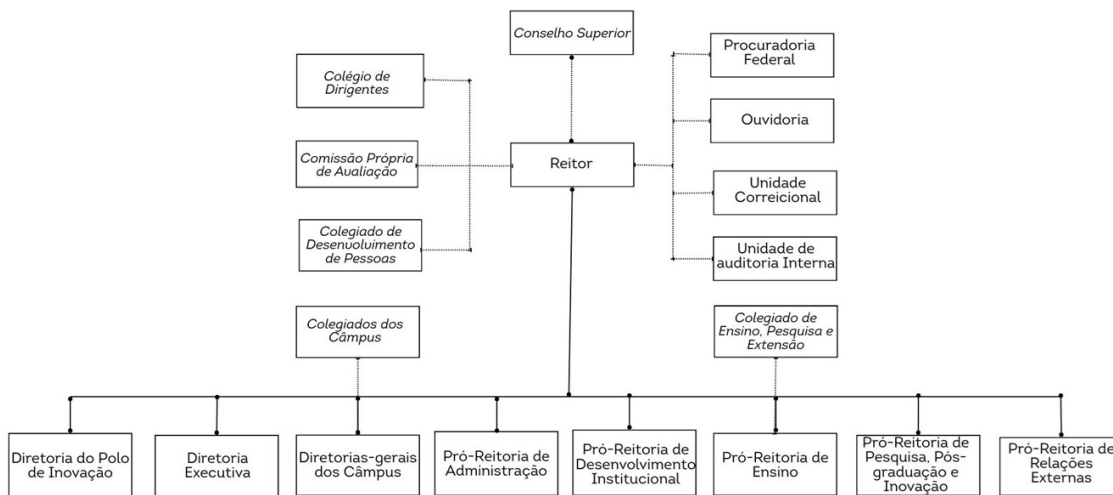 Conselho Superior
Procuradoria
Federal
Colégio de
Dirigentes
Ouvidoria
Comissão Própria
de Avaliação
Reitor
Unidade
Correicional
Colegiado de
Desenvolvimento
de Pessoas
Unidade de
auditoria Interna
Colegiados dos
Câmpus
Colegiado de
Ensino, Pesquisa e
Extensão
Diretoria do Polo
de Inovação
Diretoria
Executiva
Diretorias-gerais
dos Câmpus
Pró-Reitoria de
Administração
Pró-Reitoria de
Desenvolvimento
Institucional
Pró-Reitoria de
Ensino
Pró-Reitoria de
Pesquisa, Pós-
graduação e
Inovação
Pró-Reitoria de
Relações
Externas